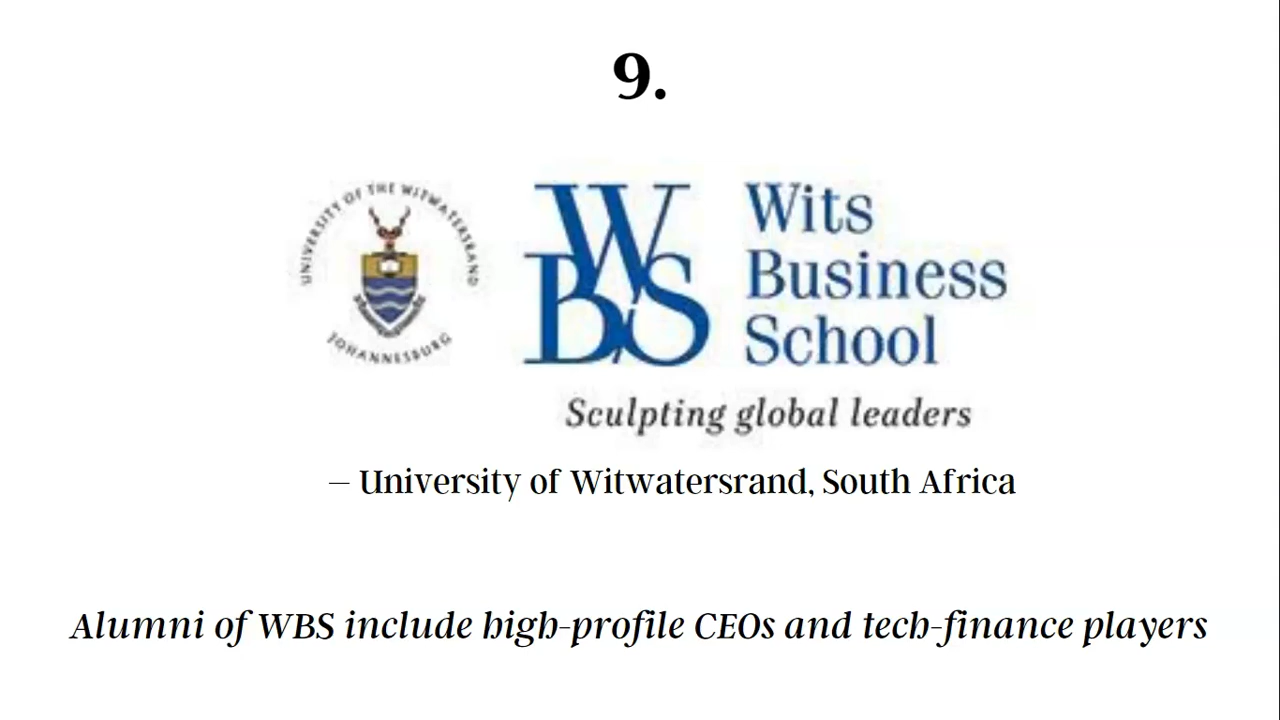 9.
UNIVERSITY OF THE WITWATERSRAND
JOHANNESBURG
WBS
Wits
Business
School
Sculpting global leaders
– University of Witwatersrand, South Africa
Alumni of WBS include high-profile CEOs and tech-finance players